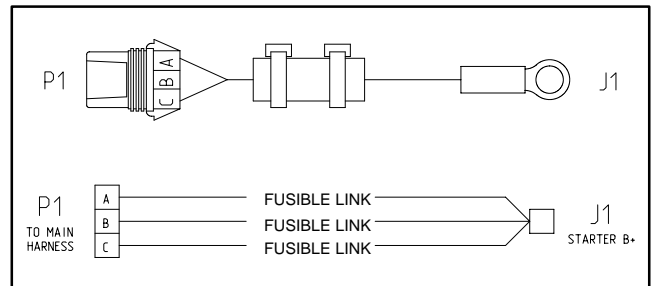 P1
A
B
C
J1
P1
TO MAIN
HARNESS
A
B
C
FUSIBLE LINK
FUSIBLE LINK
FUSIBLE LINK
J1
STARTER B+